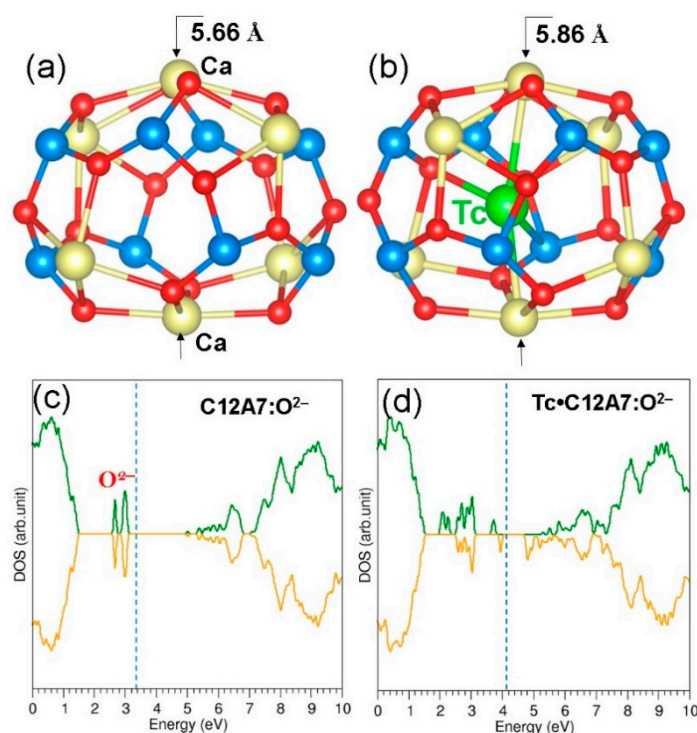 (a)
5.66 Å
Ca
Ca
(b)
5.86 Å
Tc
(c)
C12A7:O²⁻
O²⁻
DOS (arb.unit)
0 1 2 3 4 5 6 7 8 9 10
Energy (eV)
(d)
Tc•C12A7:O²⁻
DOS (arb.unit)
0 1 2 3 4 5 6 7 8 9 10
Energy (eV)